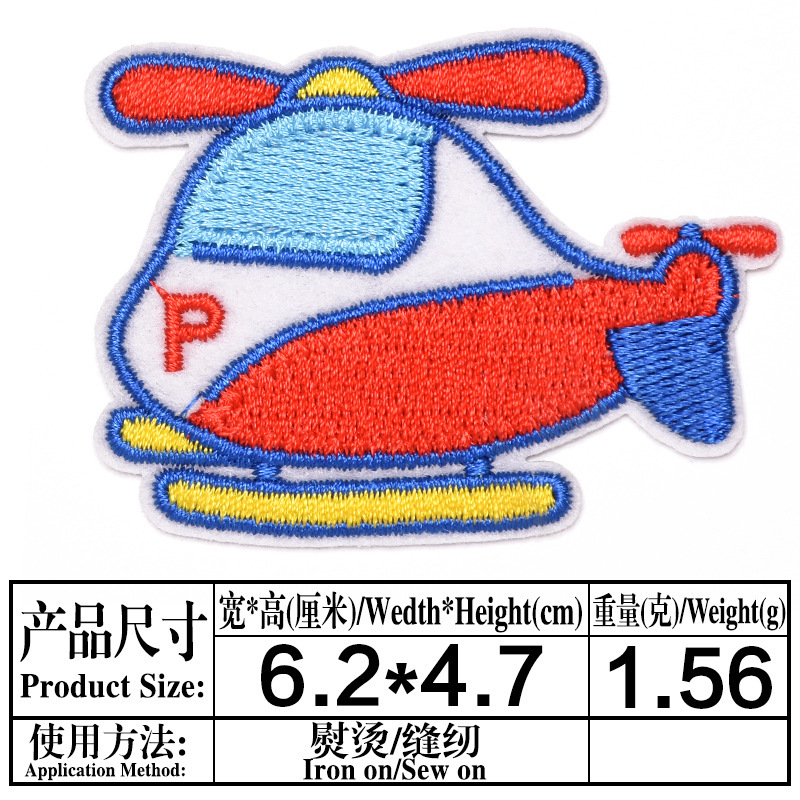 P
产品尺寸
Product Size:
宽*高(厘米)/Wedth*Height(cm)
6.2*4.7
重量(克)/Weight(g)
1.56
使用方法:
Application Method:
熨烫/缝纫
Iron on/Sew on